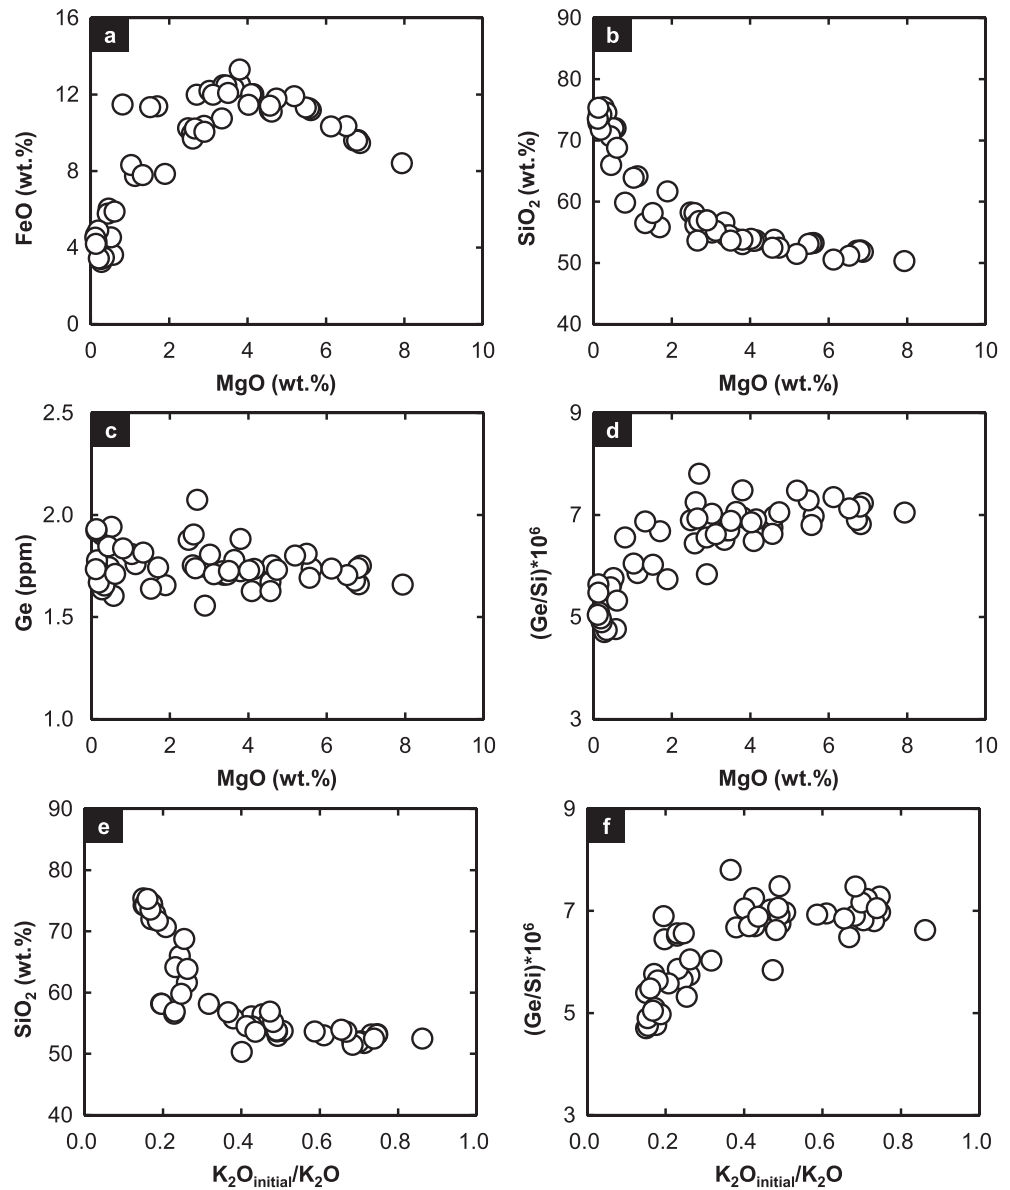 a
16
12
8
4
0
FeO (wt.%)
0 2 4 6 8 10
MgO (wt.%)
b
90
80
70
60
50
40
SiO₂ (wt.%)
0 2 4 6 8 10
MgO (wt.%)
c
2.5
2.0
1.5
1.0
Ge (ppm)
0 2 4 6 8 10
MgO (wt.%)
d
9
7
5
3
(Ge/Si)*10⁶
0 2 4 6 8 10
MgO (wt.%)
e
90
80
70
60
50
40
SiO₂ (wt.%)
0.0 0.2 0.4 0.6 0.8 1.0
K₂Oinitial/K₂O
f
9
7
5
3
(Ge/Si)*10⁶
0.0 0.2 0.4 0.6 0.8 1.0
K₂Oinitial/K₂O